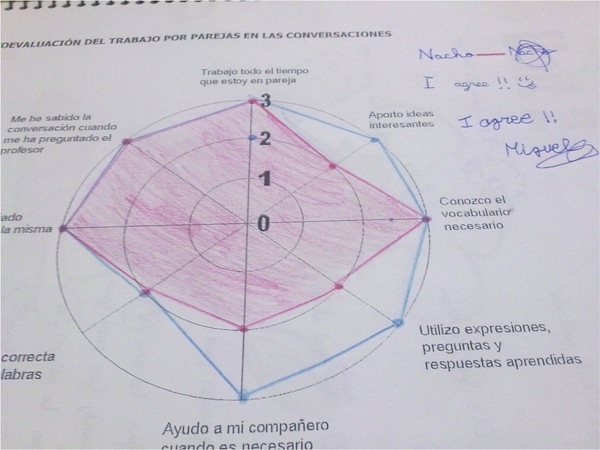 OEVALUACIÓN DEL TRABAJO POR PAREJAS EN LAS CONVERSACIONES
Nacho
I agree !!
I agree !!
Miguel
Trabajo todo el tiempo
que estoy en pareja
Aporto ideas
interesantes
Conozco el
vocabulario
necesario
Utilizo expresiones,
preguntas y
respuestas aprendidas
Ayudo a mi compañero
cuando es necesario
correcta
labras
ado
la misma
Me he sabido la
conversación cuando
me ha preguntado el
profesor
3
2
1
0